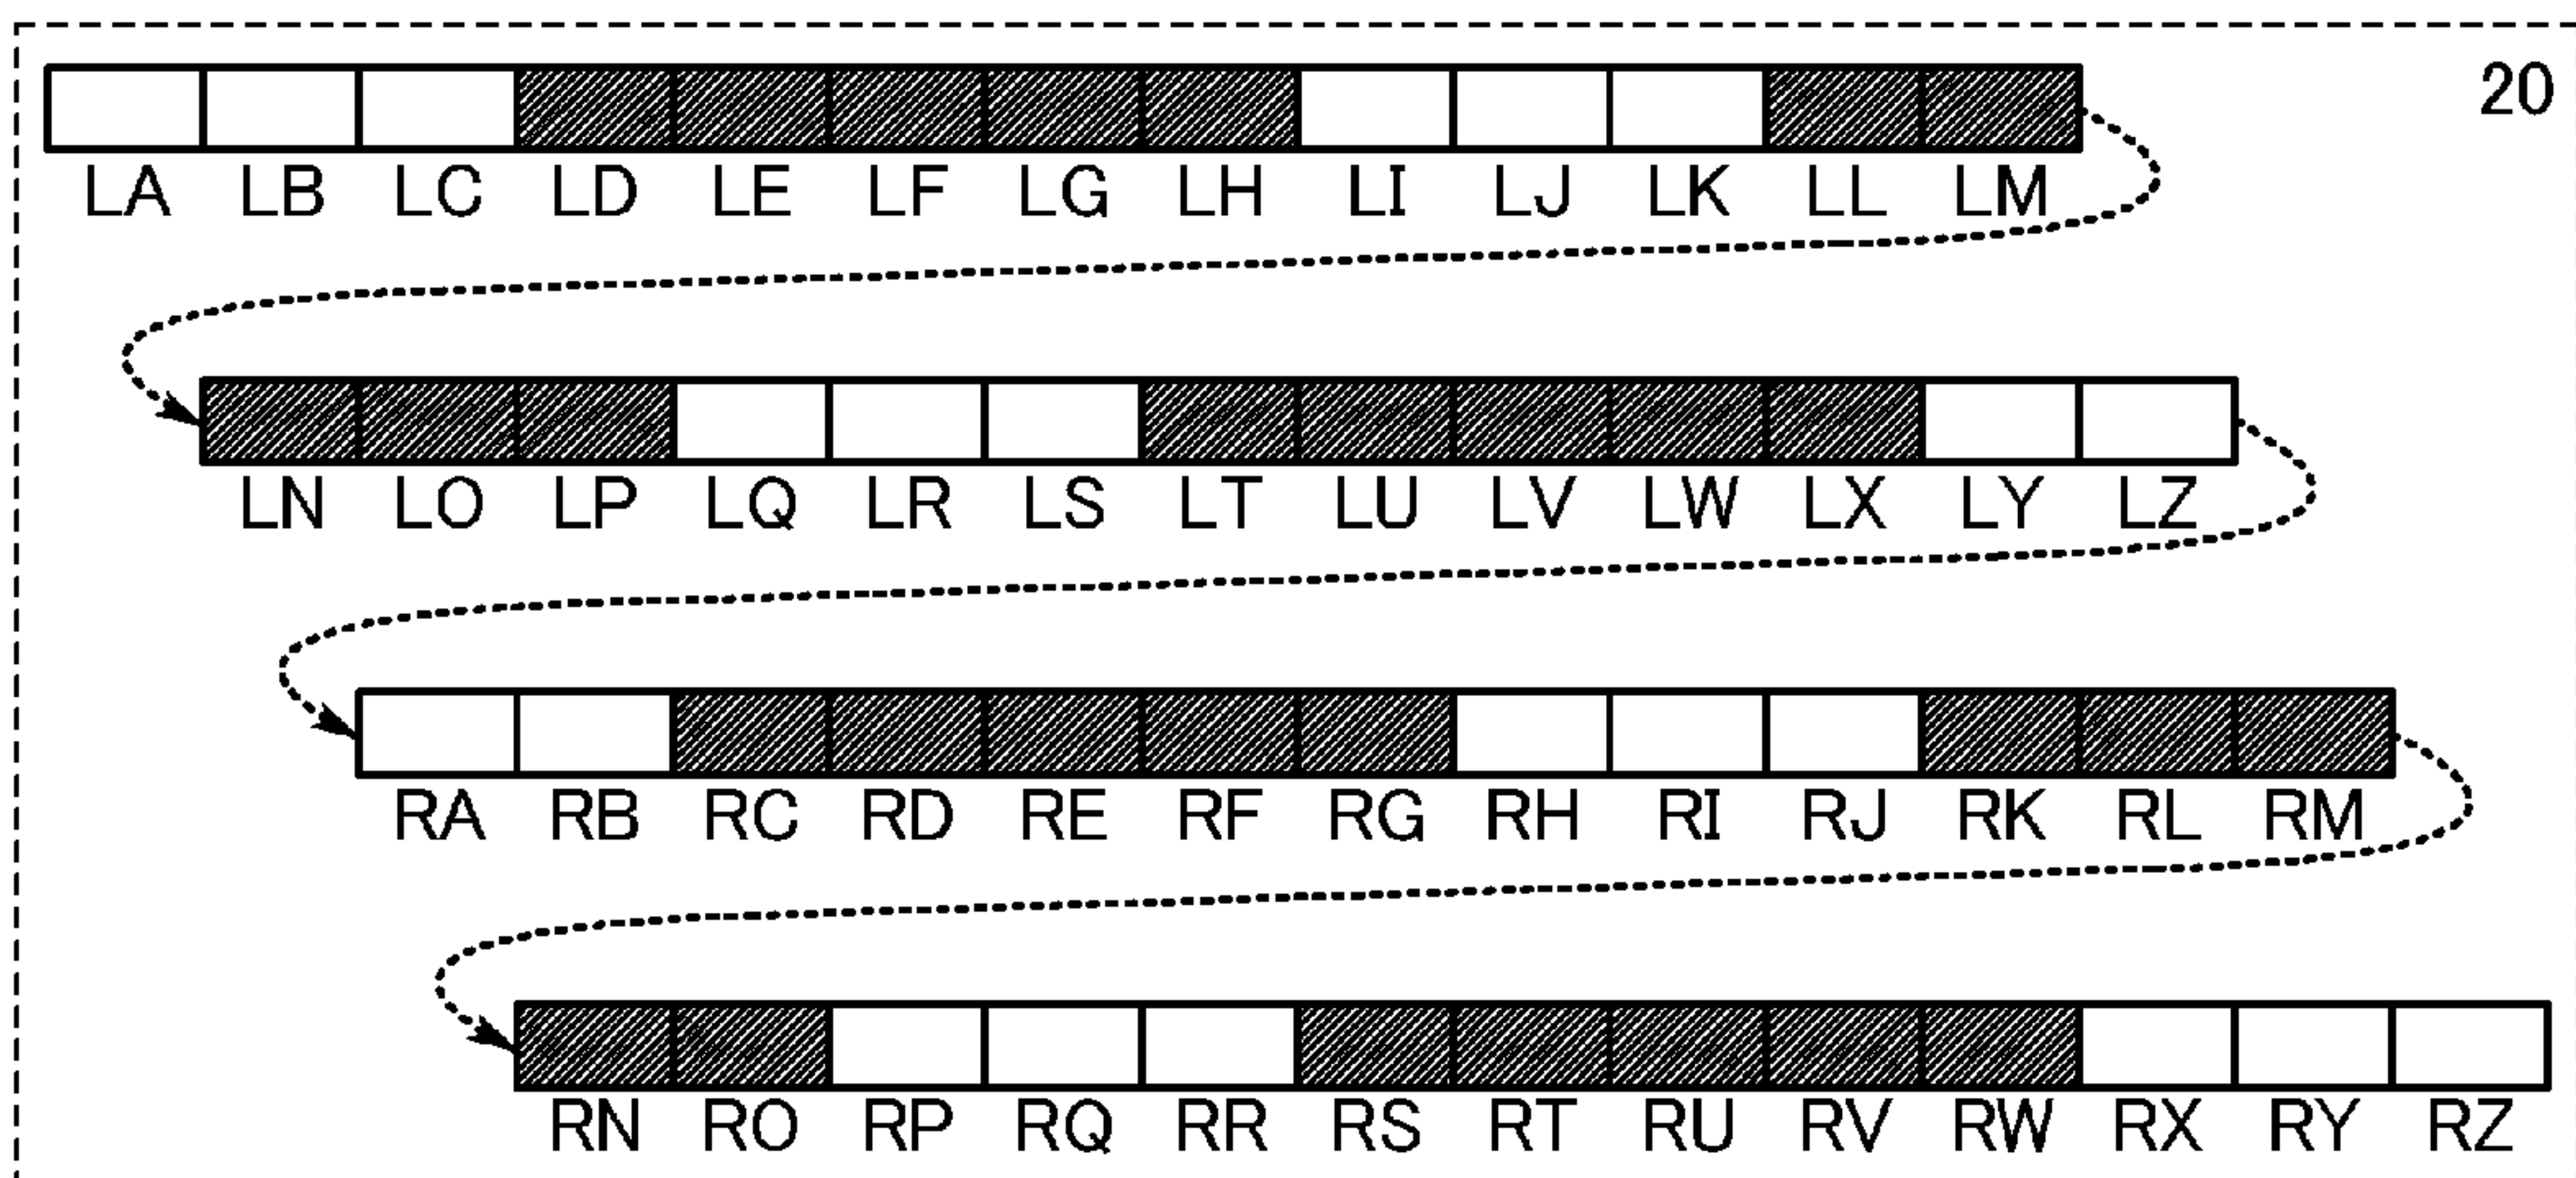 20
LA LB LC LD LE LF LG LH LI LJ LK LL LM
LN LO LP LQ LR LS LT LU LV LW LX LY LZ
RA RB RC RD RE RF RG RH RI RJ RK RL RM
RN RO RP RQ RR RS RT RU RV RW RX RY RZ